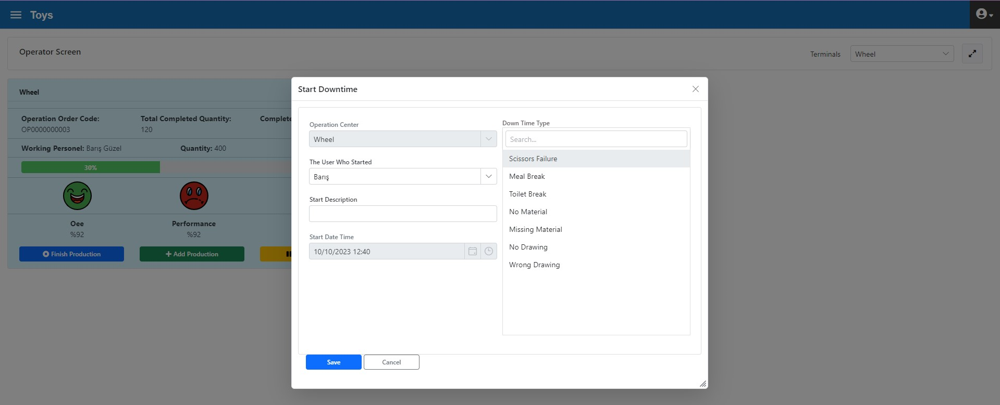 Toys
Operator Screen
Terminals
Wheel
Wheel
Operation Order Code:
OP0000000003
Total Completed Quantity:
120
Complete
Working Personel: Barış Güzel
Quantity: 400
30%
Oee
%92
Performance
%92
Finish Production
Add Production
Start Downtime
Operation Center
Wheel
The User Who Started
Barış
Start Description
Start Date Time
10/10/2023 12:40
Down Time Type
Search...
Scissors Failure
Meal Break
Toilet Break
No Material
Missing Material
No Drawing
Wrong Drawing
Save
Cancel